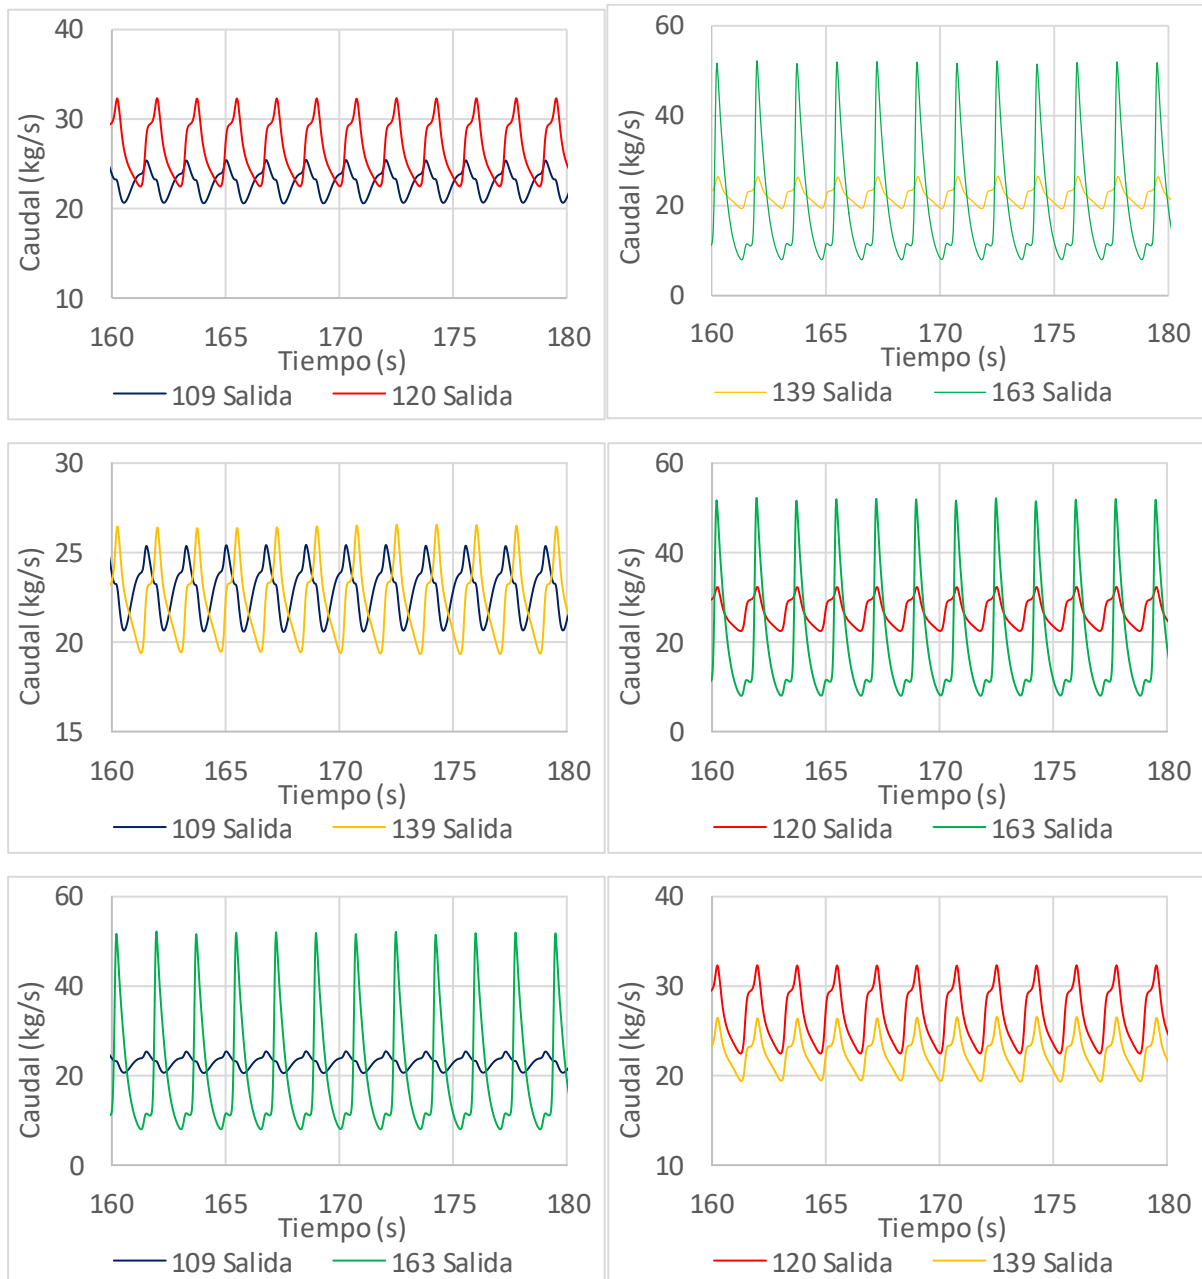 40
30
20
10
Caudal (kg/s)
160 165 170 175 180
Tiempo (s)
109 Salida 120 Salida
60
40
20
0
Caudal (kg/s)
160 165 170 175 180
Tiempo (s)
139 Salida 163 Salida
30
25
20
15
Caudal (kg/s)
160 165 170 175 180
Tiempo (s)
109 Salida 139 Salida
60
40
20
0
Caudal (kg/s)
160 165 170 175 180
Tiempo (s)
120 Salida 163 Salida
60
40
20
0
Caudal (kg/s)
160 165 170 175 180
Tiempo (s)
109 Salida 163 Salida
40
30
20
10
Caudal (kg/s)
160 165 170 175 180
Tiempo (s)
120 Salida 139 Salida